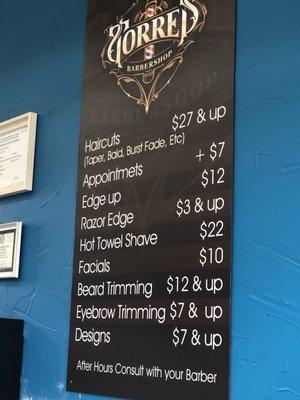 TORRES
BARBERSHOP
Haircuts $27 & up
(Taper, Bald, Burst Fade, Etc)
Appointmets + $7
Edge up $12
Razor Edge $3 & up
Hot Towel Shave $22
Facials $10
Beard Trimming $12 & up
Eyebrow Trimming $7 & up
Designs $7 & up
After Hours Consult with your Barber